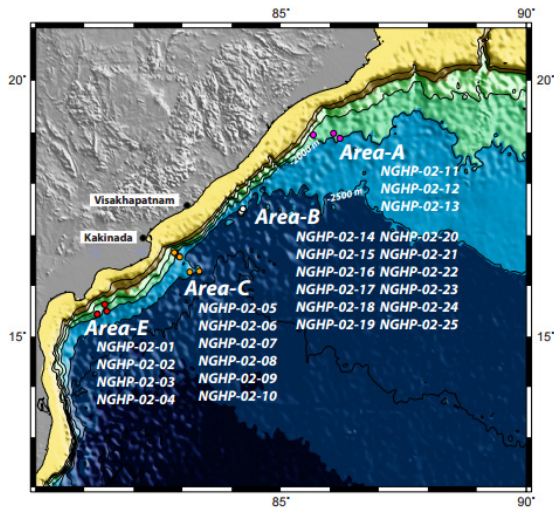 85° 90°
20° 20°
-2000 m
Area-A
NGHP-02-11
NGHP-02-12
NGHP-02-13
-2500 m
Visakhapatnam
Kakinada
Area-B
NGHP-02-14 NGHP-02-20
NGHP-02-15 NGHP-02-21
NGHP-02-16 NGHP-02-22
NGHP-02-17 NGHP-02-23
NGHP-02-18 NGHP-02-24
NGHP-02-19 NGHP-02-25
Area-C
NGHP-02-05
NGHP-02-06
NGHP-02-07
NGHP-02-08
NGHP-02-09
NGHP-02-10
15° 15°
Area-E
NGHP-02-01
NGHP-02-02
NGHP-02-03
NGHP-02-04
85° 90°